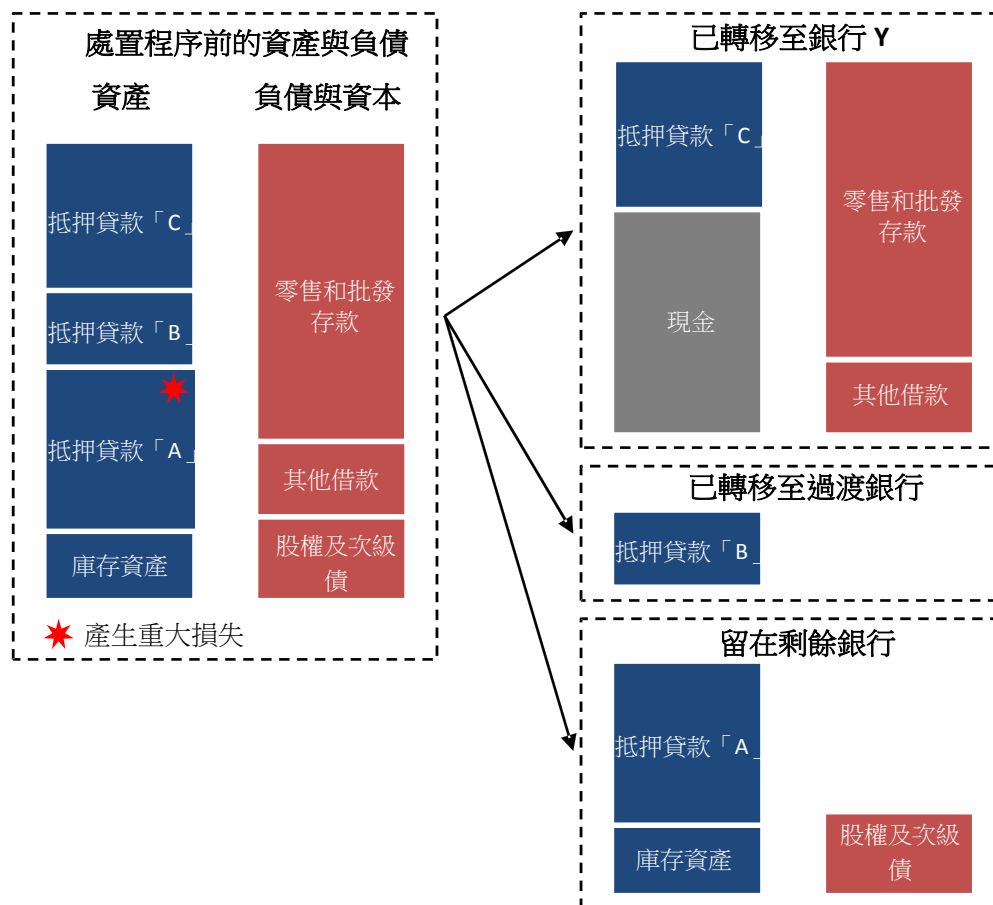 處置程序前的資產與負債
資產
負債與資本
抵押貸款「C」
抵押貸款「B」
抵押貸款「A」
庫存資產
零售和批發
存款
其他借款
股權及次級
債
產生重大損失
已轉移至銀行 Y
抵押貸款「C」
現金
零售和批發
存款
其他借款
已轉移至過渡銀行
抵押貸款「B」
留在剩餘銀行
抵押貸款「A」
庫存資產
股權及次級
債